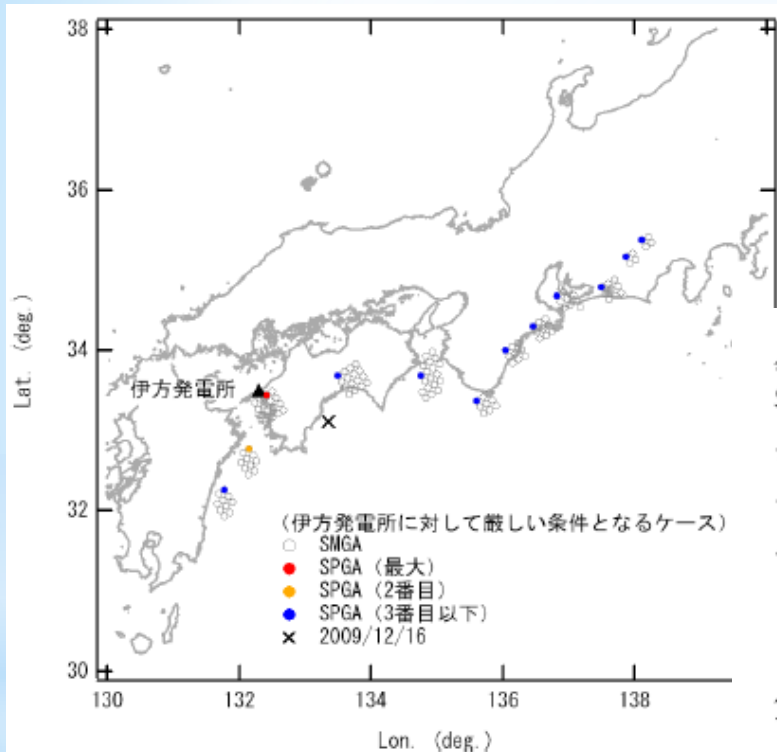 38
36
34
32
30
Lat. (deg.)
伊方発電所
(伊方発電所に対して厳しい条件となるケース)
SMGA
SPGA (最大)
SPGA (2番目)
SPGA (3番目以下)
2009/12/16
130 132 134 136 138
Lon. (deg.)